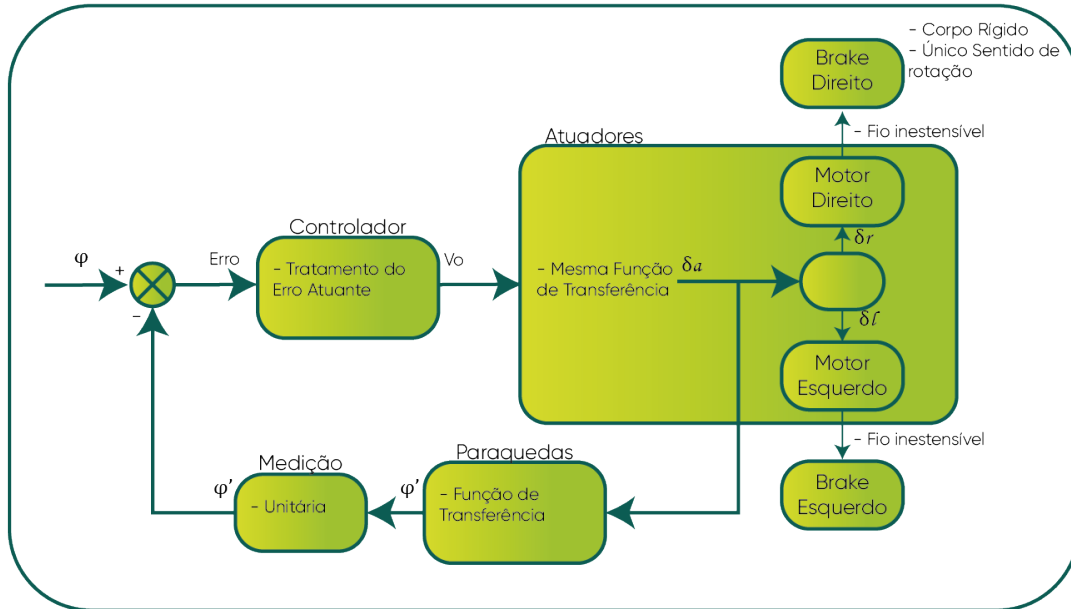 - Corpo Rígido
- Único Sentido de
rotação
Brake
Direito
- Fio inestensível
Atuadores
Motor
Direito
δr
Controlador
φ
+
-
Erro
- Tratamento do
Erro Atuante
Vo
- Mesma Função
de Transferência
δa
δl
Motor
Esquerdo
- Fio inestensível
Medição
Paraquedas
φ'
- Unitária
φ'
- Função de
Transferência
Brake
Esquerdo